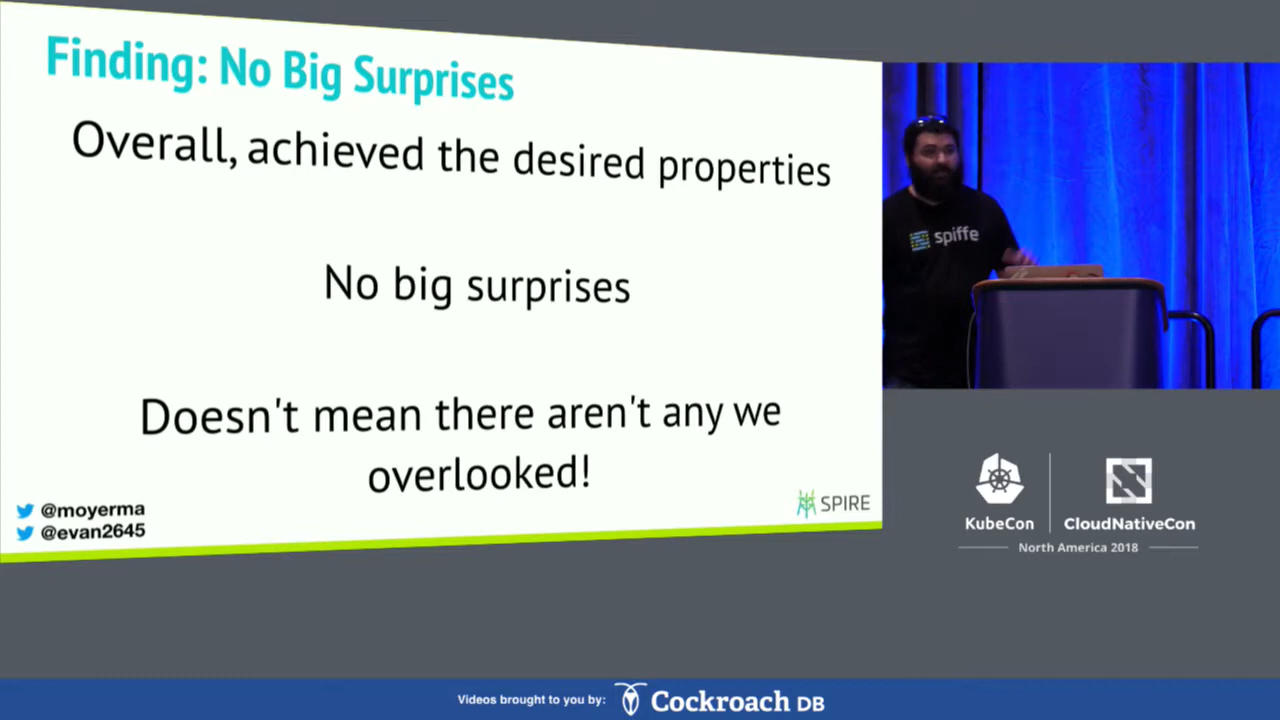 Finding: No Big Surprises
Overall, achieved the desired properties
No big surprises
Doesn't mean there aren't any we
overlooked!
@moyerma
@evan2645
SPIRE
spiffe
KubeCon
CloudNativeCon
North America 2018
Videos brought to you by:
Cockroach DB